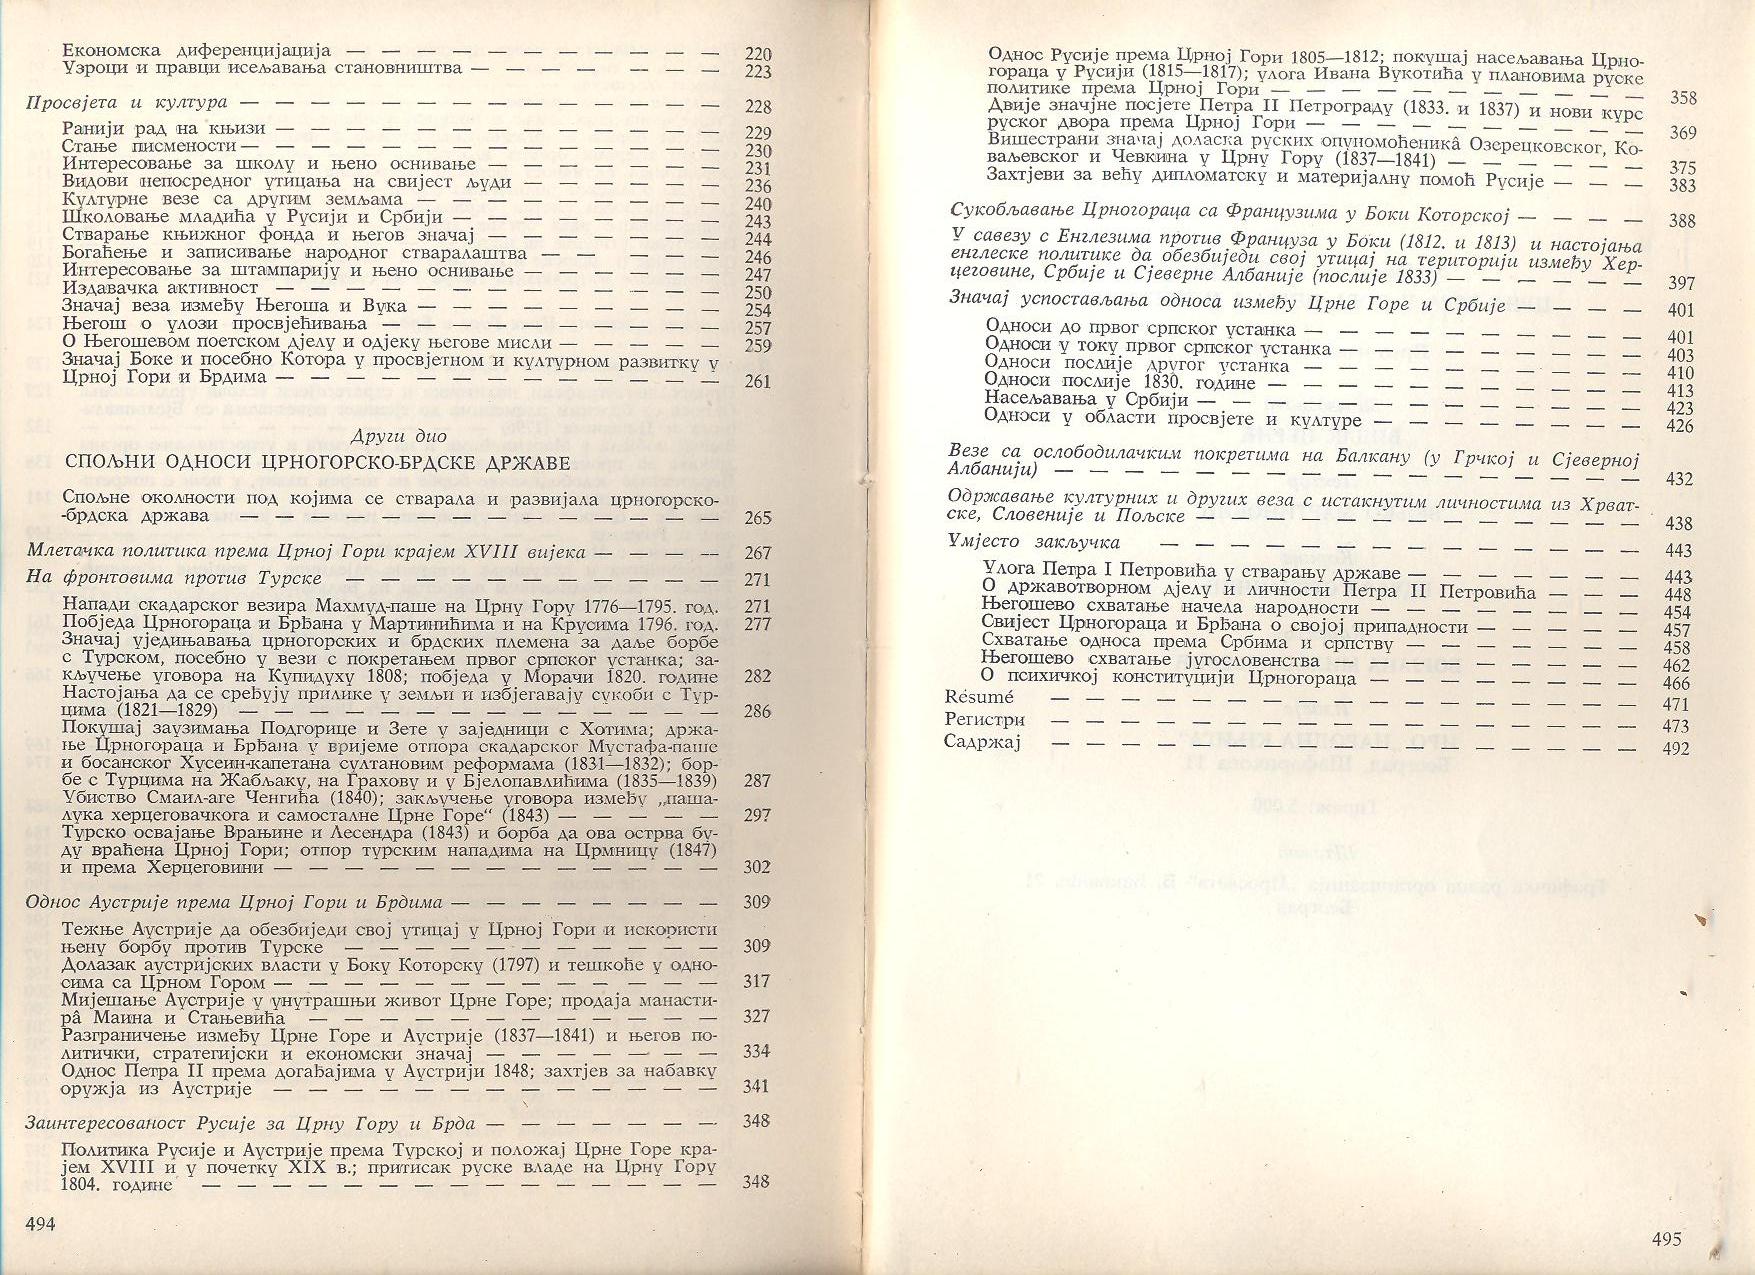 Економска диференцијација — — — — — — — — — — — 220
Узроци и правци исељавања становништва — — — — — — — 223
Просвјета и култура — — — — — — — — — — — — — — 228
Ранији рад на књизи — — — — — — — — — — — — — 229
Стање писмености — — — — — — — — — — — — — — 230
Интересовање за школу и њено оснивање — — — — — — — 231
Видови непосредног утицања на свијест људи — — — — — — 236
Културне везе са другим земљама — — — — — — — — — 240
Школовање младића у Русији и Србији — — — — — — — — 243
Стварање књижног фонда и његов значај — — — — — — — 244
Богаћење и записивање народног стваралаштва — — — — — 246
Интересовање за штампарију и њено оснивање — — — — — — 247
Издавачка активност — — — — — — — — — — — — — 250
Значај веза између Његоша и Вука — — — — — — — — — 254
Његош о улози просвјећивања — — — — — — — — — — 257
О Његошевом поетском дјелу и одјеку његове мисли — — — — — 259
Значај Боке и посебно Котора у просвјетном и културном развитку у
Црној Гори и Брдима — — — — — — — — — — — — — 261
Други дио
СПОЉНИ ОДНОСИ ЦРНОГОРСКО-БРДСКЕ ДРЖАВЕ
Спољне околности под којима се стварала и развијала црногорско-
-брдска држава — — — — — — — — — — — — — — 265
Млетачка политика према Црној Гори крајем XVIII вијека — — — — 267
На фронтовима против Турске — — — — — — — — — — — 271
Напади скадарског везира Махмуд-паше на Црну Гору 1776—1795. год. 271
Побједа Црногораца и Брђана у Мартинићима и на Крусима 1796. год. 277
Значај уједињавања црногорских и брдских племена за даље борбе
с Турском, посебно у вези с покретањем првог српског устанка; за-
кључење уговора на Купидуху 1808; побједа у Морачи 1820. године 282
Настојања да се срећују прилике у земљи и избјегавају сукоби с Тур-
цима (1821—1829) — — — — — — — — — — — — — — 286
Покушај заузимања Подгорице и Зете у заједници с Хотима; држа-
ње Црногораца и Брђана у вријеме отпора скадарског Мустафа-паше
и босанског Хусеин-капетана султановим реформама (1831—1832); бор-
бе с Турцима на Жабљаку, на Грахову и у Бјелопавлићима (1835—1839) 287
Убиство Смаил-аге Ченгића (1840); закључење уговора између „паша-
лука херцеговачкога и самосталне Црне Горе“ (1843) — — — — — 297
Турско освајање Врањине и Лесендра (1843) и борба да ова острва бу-
ду враћена Црној Гори; отпор турским нападима на Црмницу (1847)
и према Херцеговини — — — — — — — — — — — — — 302
Однос Аустрије према Црној Гори и Брдима — — — — — — — — 309
Тежње Аустрије да обезбиједи свој утицај у Црној Гори и искористи
њену борбу против Турске — — — — — — — — — — — 309
Долазак аустријских власти у Боку Которску (1797) и тешкоће у одно-
сима са Црном Гором — — — — — — — — — — — — — 317
Мијешање Аустрије у унутрашњи живот Црне Горе; продаја манасти-
рâ Маина и Стањевића — — — — — — — — — — — — 327
Разграничење између Црне Горе и Аустрије (1837—1841) и његов по-
литички, стратегијски и економски значај — — — — — — — 334
Однос Петра II према догађајима у Аустрији 1848; захтјев за набавку
оружја из Аустрије — — — — — — — — — — — — — 341
Заинтересованост Русије за Црну Гору и Брда — — — — — — — 348
Политика Русије и Аустрије према Турској и положај Црне Горе кра-
јем XVIII и у почетку XIX в.; притисак руске владе на Црну Гору
1804. године — — — — — — — — — — — — — — — 348
494
Однос Русије према Црној Гори 1805—1812; покушај насељавања Црно-
гораца у Русији (1815—1817); улога Ивана Вукотића у плановима руске
политике према Црној Гори — — — — — — — — — — — 358
Двије значјне посјете Петра II Петрограду (1833. и 1837) и нови курс
руског двора према Црној Гори — — — — — — — — — — 369
Вишестрани значај доласка руских опуномоћеникâ Озерецковског, Ко-
ваљевског и Чевкина у Црну Гору (1837—1841) — — — — — — 375
Захтјеви за већу дипломатску и материјалну помоћ Русије — — — 383
Сукобљавање Црногораца са Французима у Боки Которској — — — — 388
У савезу с Енглезима против Француза у Боки (1812. и 1813) и настојања
енглеске политике да обезбиједи свој утицај на територији између Хер-
цеговине, Србије и Сјеверне Албаније (послије 1833) — — — — — — 397
Значај успостављања односа између Црне Горе и Србије — — — — 401
Односи до првог српског устанка — — — — — — — — — — 401
Односи у току првог српског устанка — — — — — — — — — 403
Односи послије другог устанка — — — — — — — — — — 410
Односи послије 1830. године — — — — — — — — — — — 413
Насељавања у Србији — — — — — — — — — — — — — 423
Односи у области просвјете и културе — — — — — — — — 426
Везе са ослободилачким покретима на Балкану (у Грчкој и Сјеверној
Албанији) — — — — — — — — — — — — — — — — — 432
Одржавање културних и других веза с истакнутим личностима из Хрват-
ске, Словеније и Пољске — — — — — — — — — — — — — 438
Умјесто закључка — — — — — — — — — — — — — — 443
Улога Петра I Петровића у стварању државе — — — — — — — 443
О државотворном дјелу и личности Петра II Петровића — — — 448
Његошево схватање начела народности — — — — — — — — 454
Свијест Црногораца и Брђана о својој припадности — — — — — 457
Схватање односа према Србима и српству — — — — — — — 458
Његошево схватање југословенства — — — — — — — — — 462
О психичкој конституцији Црногораца — — — — — — — — 466
Résumé — — — — — — — — — — — — — — — — — 471
Регистри — — — — — — — — — — — — — — — — — 473
Садржај — — — — — — — — — — — — — — — — — 492
495